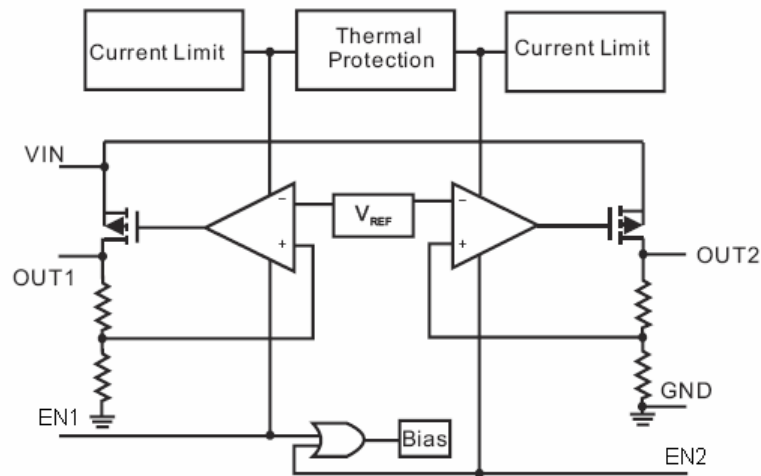 Current Limit
Thermal
Protection
Current Limit
VIN
−
VREF
−
+
+
OUT1
OUT2
GND
EN1
Bias
EN2